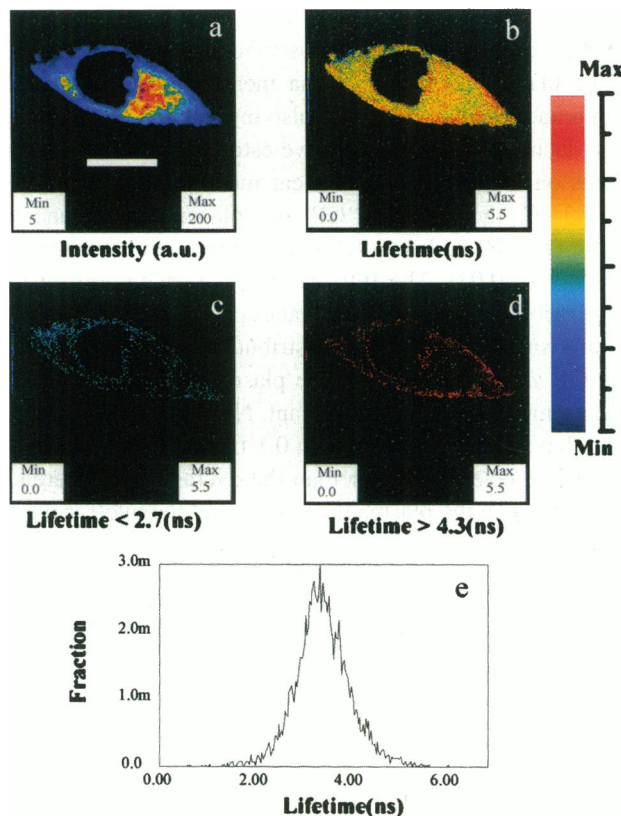 a
Min
5
Max
200
Intensity (a.u.)
b
Min
0.0
Max
5.5
Lifetime(ns)
Max
Min
c
Min
0.0
Max
5.5
Lifetime < 2.7(ns)
d
Min
0.0
Max
5.5
Lifetime > 4.3(ns)
e
Fraction
3.0m
2.0m
1.0m
0.0
0.00 2.00 4.00 6.00
Lifetime(ns)